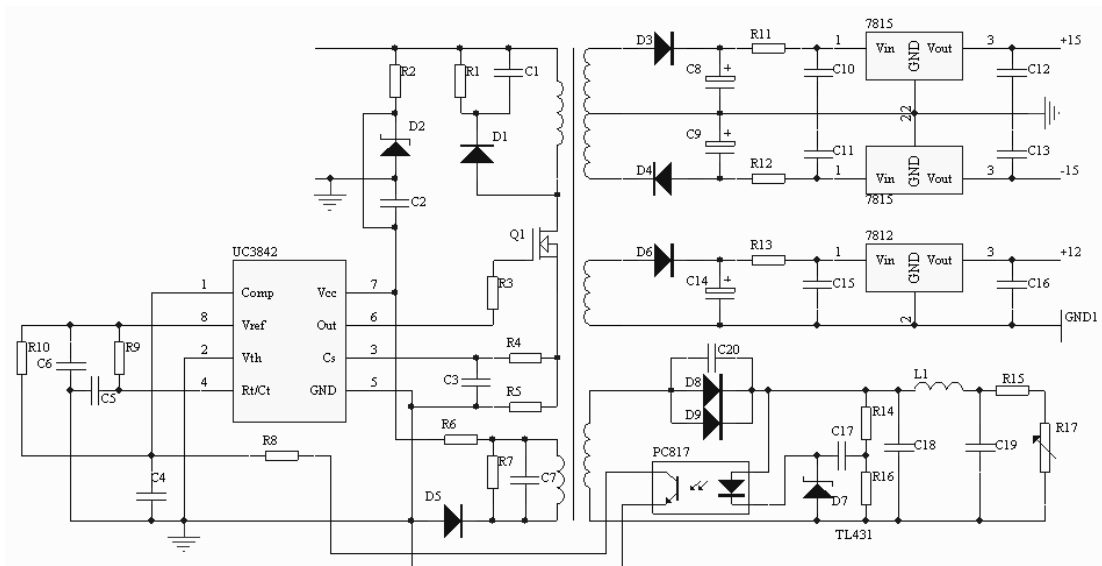 D3
R11
1
7815
Vin
GND
Vout
3
+15
R2
R1
C1
C8
+
C10
C12
D2
D1
2
2
C9
+
C11
C13
C2
D4
R12
1
Vin
GND
Vout
3
-15
7815
Q1
UC3842
D6
R13
1
7812
Vin
GND
Vout
3
+12
1
Comp
Vcc
7
R3
C14
+
C15
C16
8
Vref
Out
6
2
GND1
R10
C6
R9
2
Vth
Cs
3
R4
C20
C5
4
Rt/Ct
GND
5
C3
R5
D8
D9
L1
R15
R14
R6
PC817
C17
C18
C19
R17
R8
R7
C7
R16
C4
D5
D7
TL431